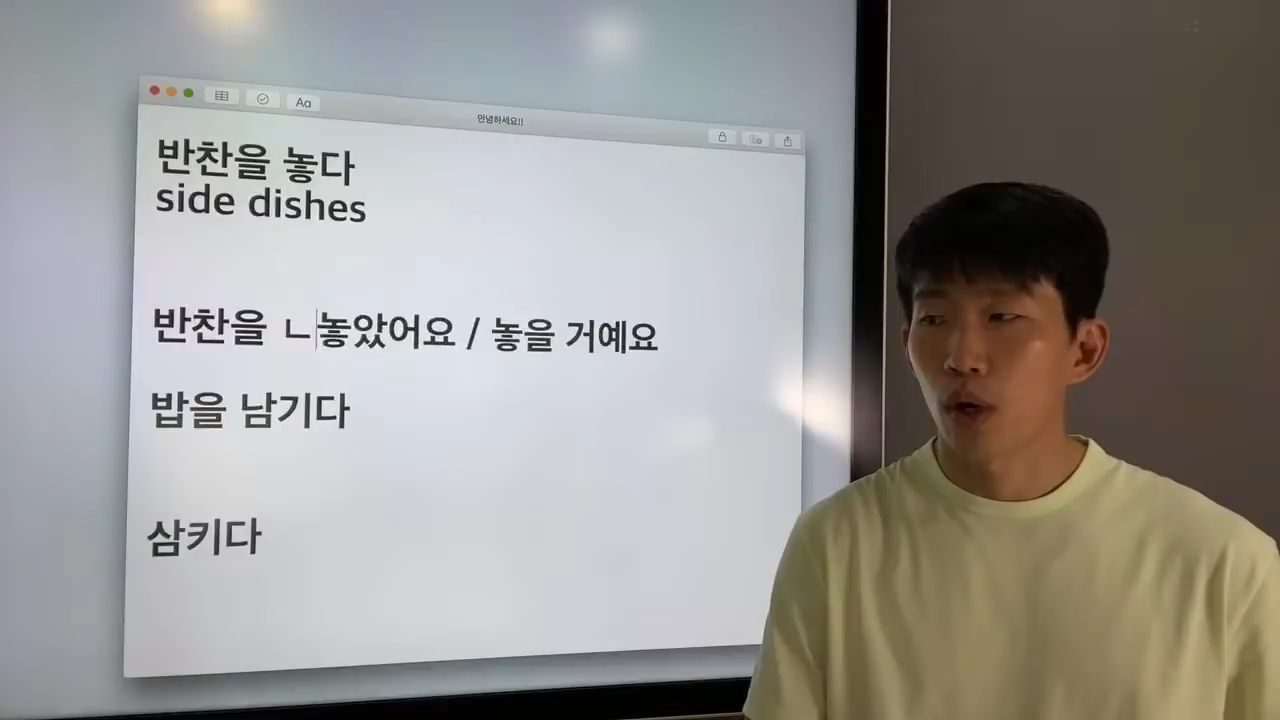 Aa
안녕하세요!!
반찬을 놓다
side dishes
반찬을 ㄴ놓았어요 / 놓을 거예요
밥을 남기다
삼키다